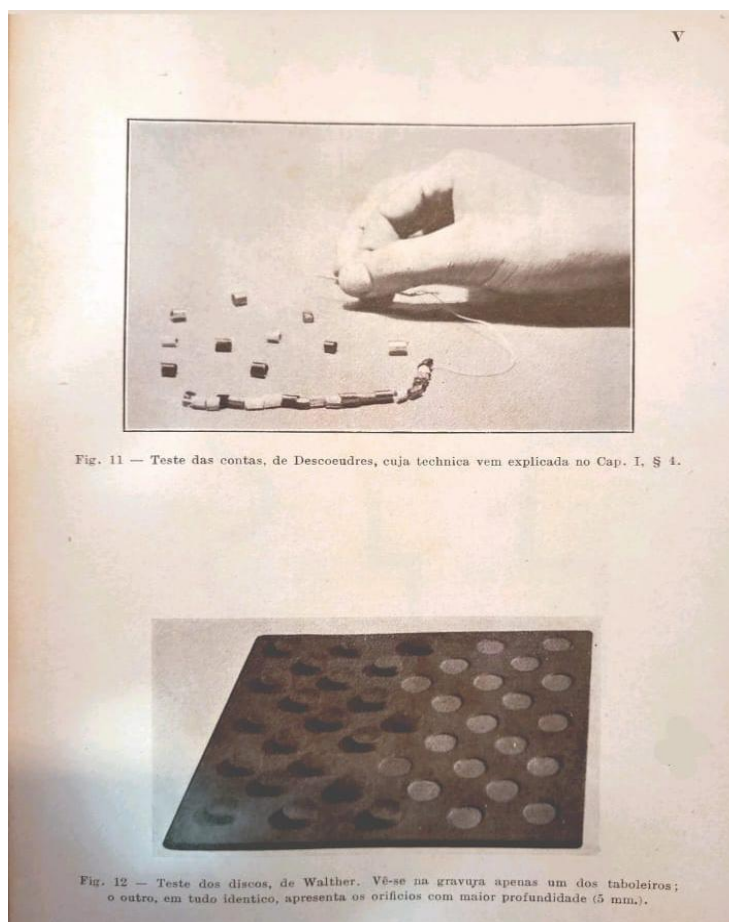 V
Fig. 11 — Teste das contas, de Descoeudres, cuja technica vem explicada no Cap. I, § 4.
Fig. 12 — Teste dos discos, de Walther. Vê-se na gravura apenas um dos taboleiros;
o outro, em tudo identico, apresenta os orificios com maior profundidade (5 mm.).